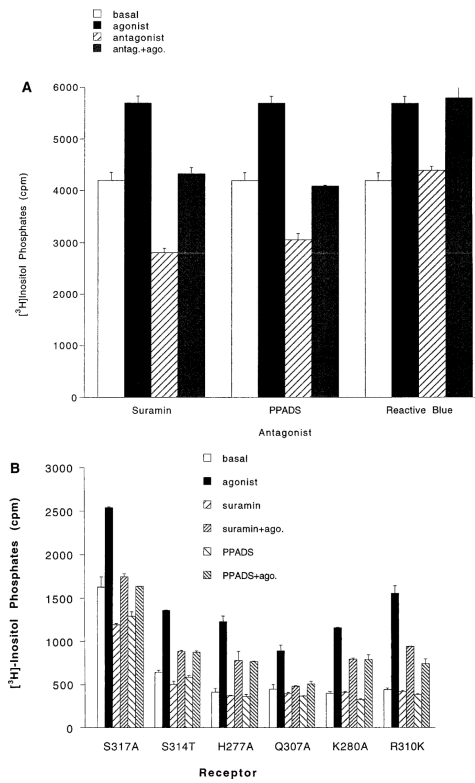 basal
agonist
antagonist
antag.+ago.
A
6000
5000
4000
3000
2000
1000
0
[³H]Inositol Phosphates (cpm)
Suramin PPADS Reactive Blue
Antagonist
B
basal
agonist
suramin
suramin+ago.
PPADS
PPADS+ago.
3000
2500
2000
1500
1000
500
0
[³H]-Inositol Phosphates (cpm)
S317A S314T H277A Q307A K280A R310K
Receptor